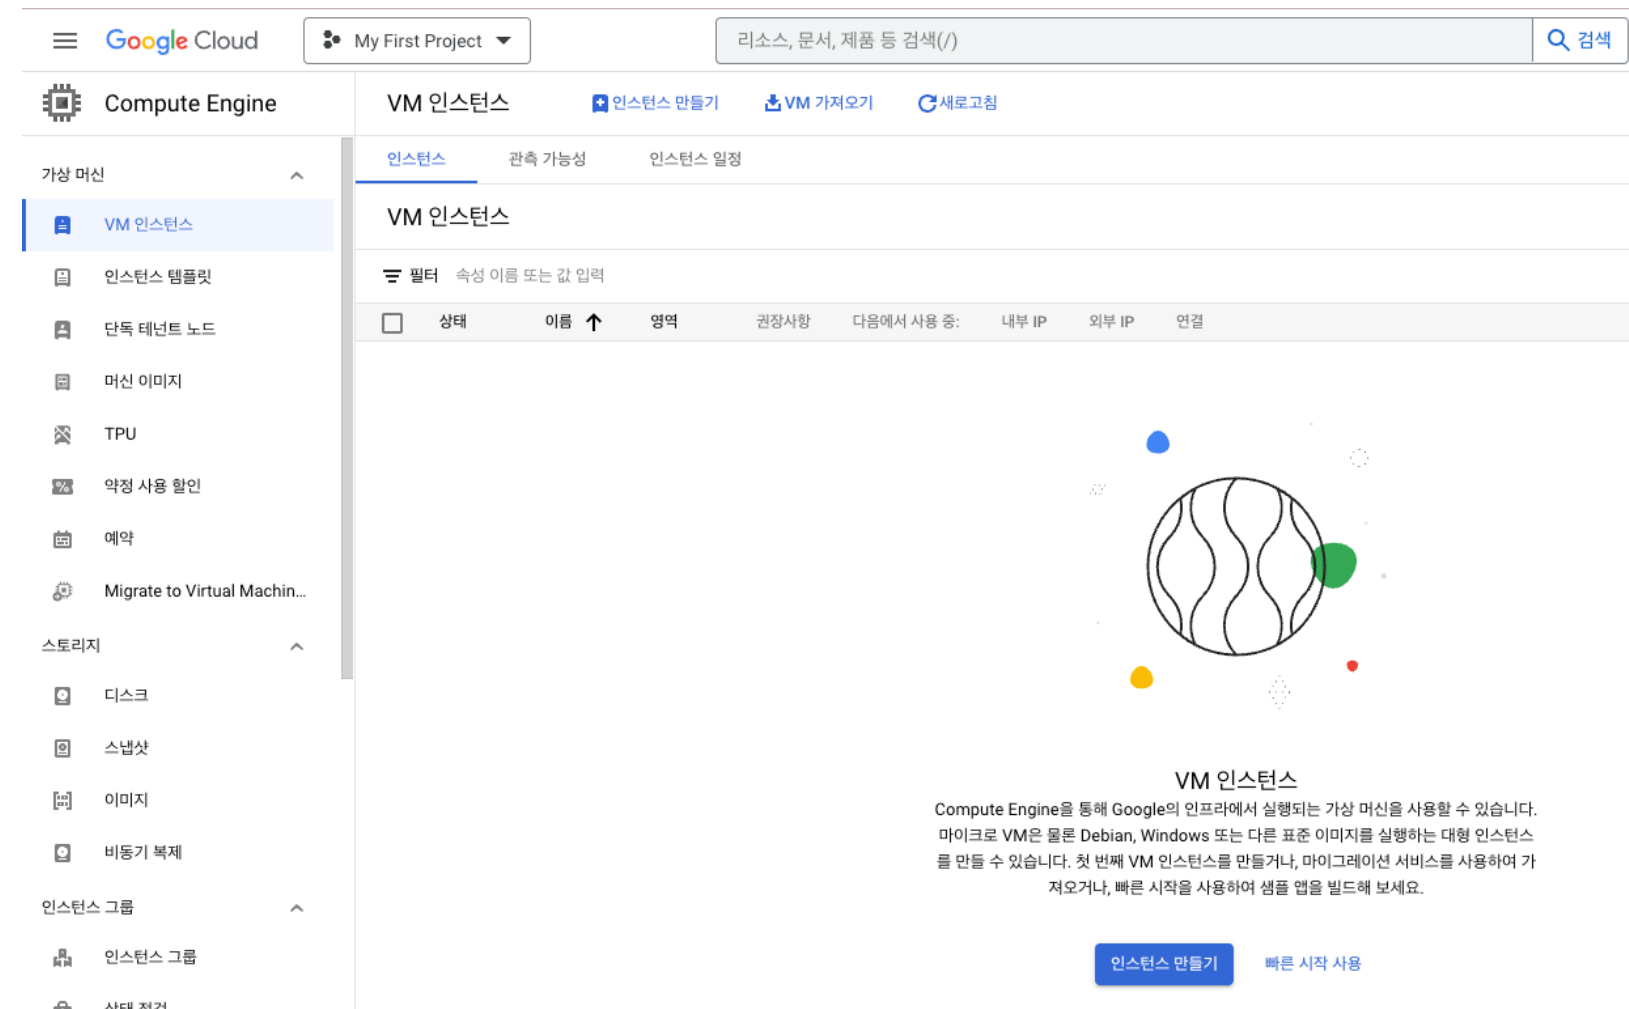 Google Cloud
My First Project
리소스, 문서, 제품 등 검색(/)
검색
Compute Engine
VM 인스턴스
인스턴스 만들기
VM 가져오기
새로고침
가상 머신
VM 인스턴스
인스턴스 템플릿
단독 테넌트 노드
머신 이미지
TPU
약정 사용 할인
예약
Migrate to Virtual Machin...
스토리지
디스크
스냅샷
이미지
비동기 복제
인스턴스 그룹
인스턴스 그룹
상태 점검
인스턴스
관측 가능성
인스턴스 일정
VM 인스턴스
필터 속성 이름 또는 값 입력
상태 이름 영역 권장사항 다음에서 사용 중: 내부 IP 외부 IP 연결
VM 인스턴스
Compute Engine을 통해 Google의 인프라에서 실행되는 가상 머신을 사용할 수 있습니다.
마이크로 VM은 물론 Debian, Windows 또는 다른 표준 이미지를 실행하는 대형 인스턴스
를 만들 수 있습니다. 첫 번째 VM 인스턴스를 만들거나, 마이그레이션 서비스를 사용하여 가
져오거나, 빠른 시작을 사용하여 샘플 앱을 빌드해 보세요.
인스턴스 만들기
빠른 시작 사용